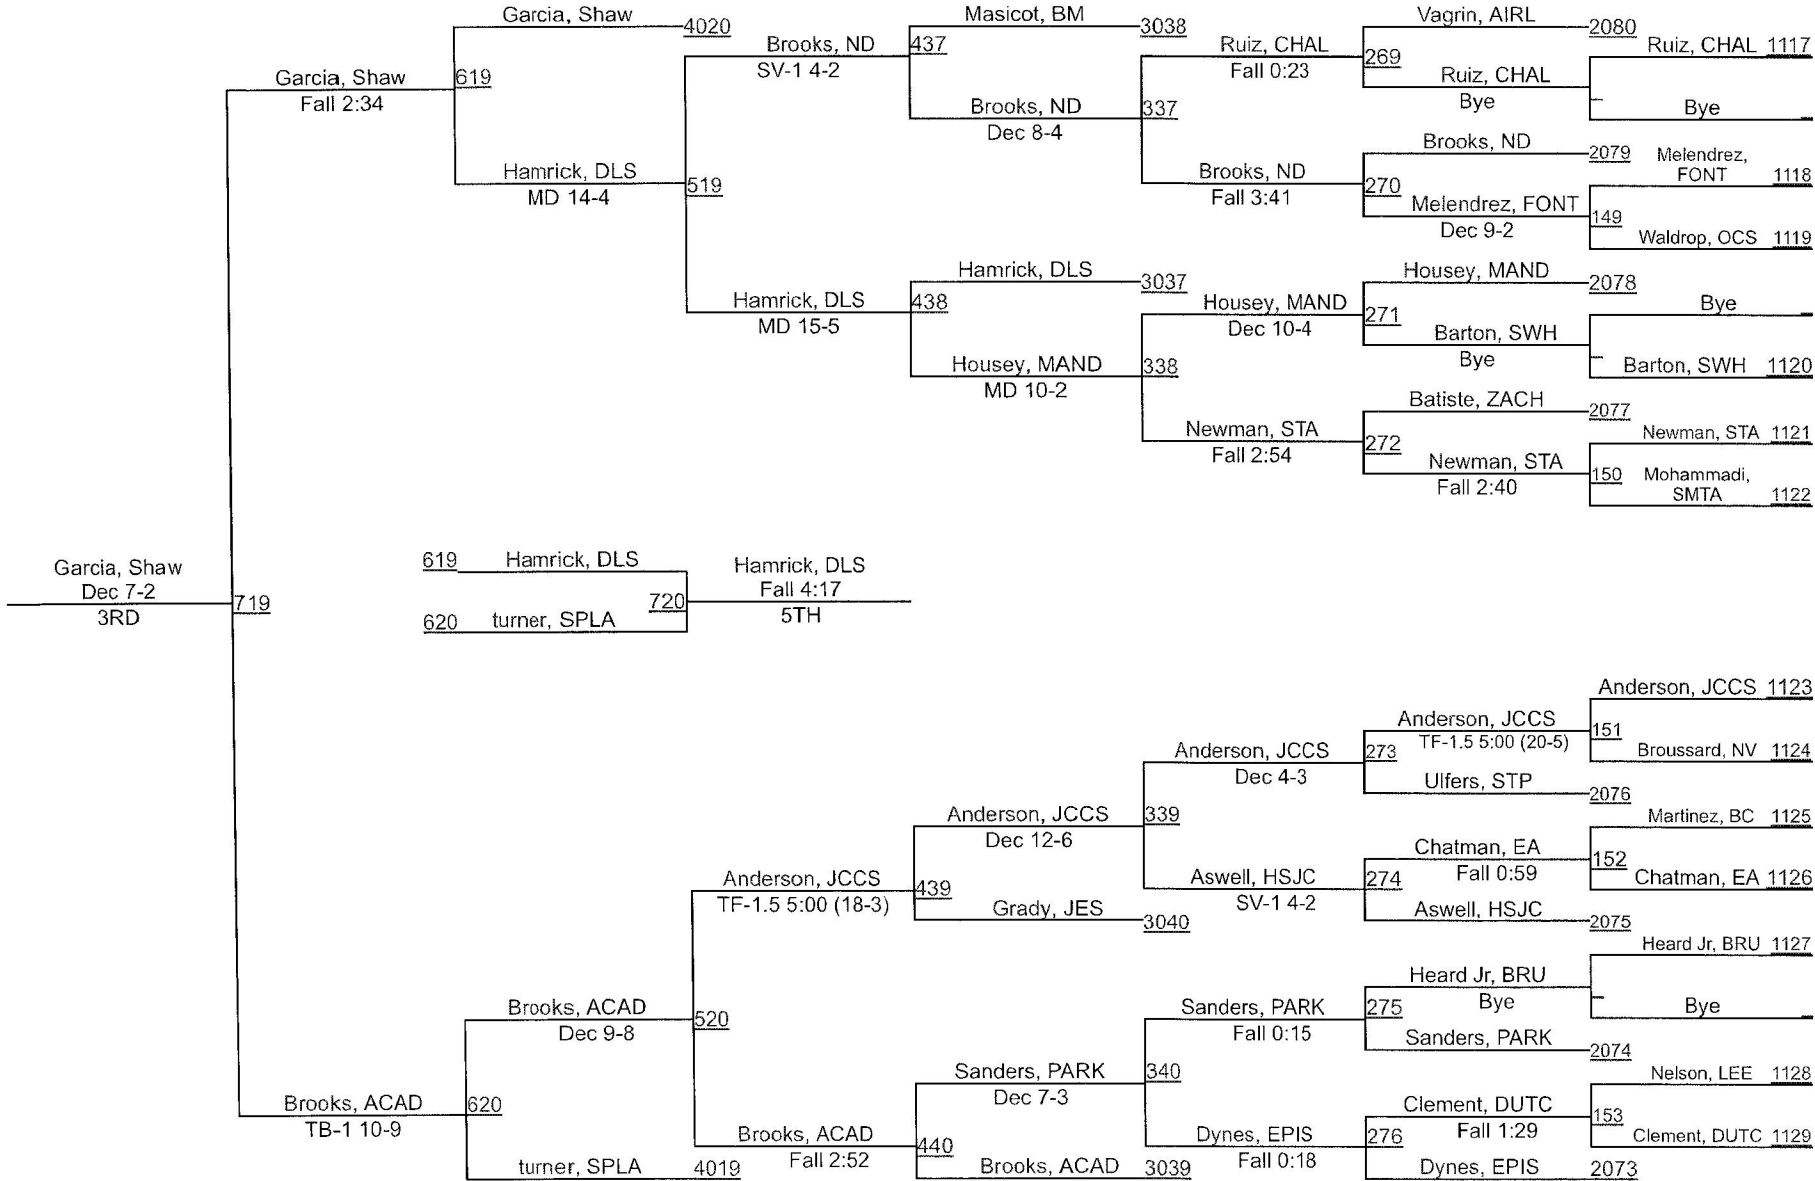 Garcia, Shaw 4020
Masicot, BM 3038
Vagrin, AIRL 2080
Brooks, ND 437
SV-1 4-2
Ruiz, CHAL 269
Fall 0:23
Ruiz, CHAL 1117
Garcia, Shaw 619
Fall 2:34
Ruiz, CHAL
Bye
Bye
Brooks, ND 337
Dec 8-4
Brooks, ND 2079
Melendrez,
FONT 1118
Hamrick, DLS 519
MD 14-4
Brooks, ND 270
Fall 3:41
Melendrez, FONT 149
Dec 9-2
Waldrop, OCS 1119
Hamrick, DLS 3037
Housey, MAND 2078
Hamrick, DLS 438
MD 15-5
Housey, MAND 271
Dec 10-4
Bye
Barton, SWH
Bye
Housey, MAND 338
MD 10-2
Barton, SWH 1120
Batiste, ZACH 2077
Newman, STA 272
Fall 2:54
Newman, STA 1121
Newman, STA 150
Fall 2:40
Mohammadi,
SMTA 1122
Garcia, Shaw
Dec 7-2
3RD
719
619 Hamrick, DLS
620 turner, SPLA
720
Hamrick, DLS
Fall 4:17
5TH
Anderson, JCCS 1123
Anderson, JCCS 151
TF-1.5 5:00 (20-5)
Anderson, JCCS 273
Dec 4-3
Broussard, NV 1124
Ulfers, STP 2076
Anderson, JCCS 339
Dec 12-6
Martinez, BC 1125
Chatman, EA 152
Fall 0:59
Anderson, JCCS 439
TF-1.5 5:00 (18-3)
Aswell, HSJC 274
SV-1 4-2
Chatman, EA 1126
Grady, JES 3040
Aswell, HSJC 2075
Heard Jr, BRU 1127
Heard Jr, BRU
Bye
Brooks, ACAD 520
Dec 9-8
Sanders, PARK 275
Fall 0:15
Bye
Sanders, PARK 2074
Sanders, PARK 340
Dec 7-3
Nelson, LEE 1128
Brooks, ACAD 620
TB-1 10-9
Clement, DUTC 153
Fall 1:29
Brooks, ACAD 440
Fall 2:52
Dynes, EPIS 276
Fall 0:18
Clement, DUTC 1129
turner, SPLA 4019
Brooks, ACAD 3039
Dynes, EPIS 2073